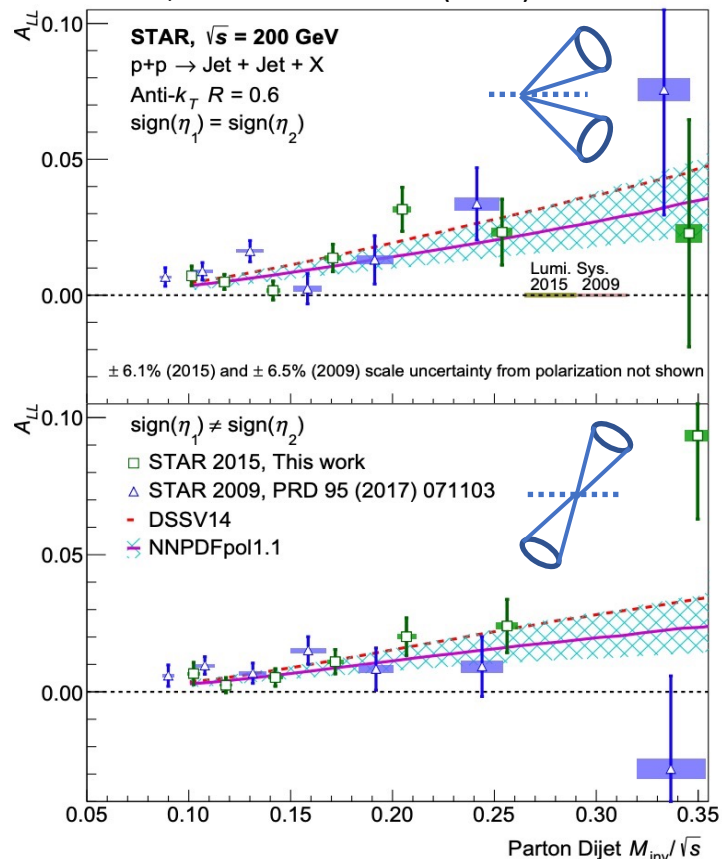 A_LL
0.10
0.05
0.00
STAR, √s = 200 GeV
p+p → Jet + Jet + X
Anti-k_T R = 0.6
sign(η_1) = sign(η_2)
Lumi. Sys.
2015 2009
± 6.1% (2015) and ± 6.5% (2009) scale uncertainty from polarization not shown
A_LL
0.10
0.05
0.00
sign(η_1) ≠ sign(η_2)
STAR 2015, This work
STAR 2009, PRD 95 (2017) 071103
DSSV14
NNPDFpol1.1
0.05 0.10 0.15 0.20 0.25 0.30 0.35
Parton Dijet M_inv/√s